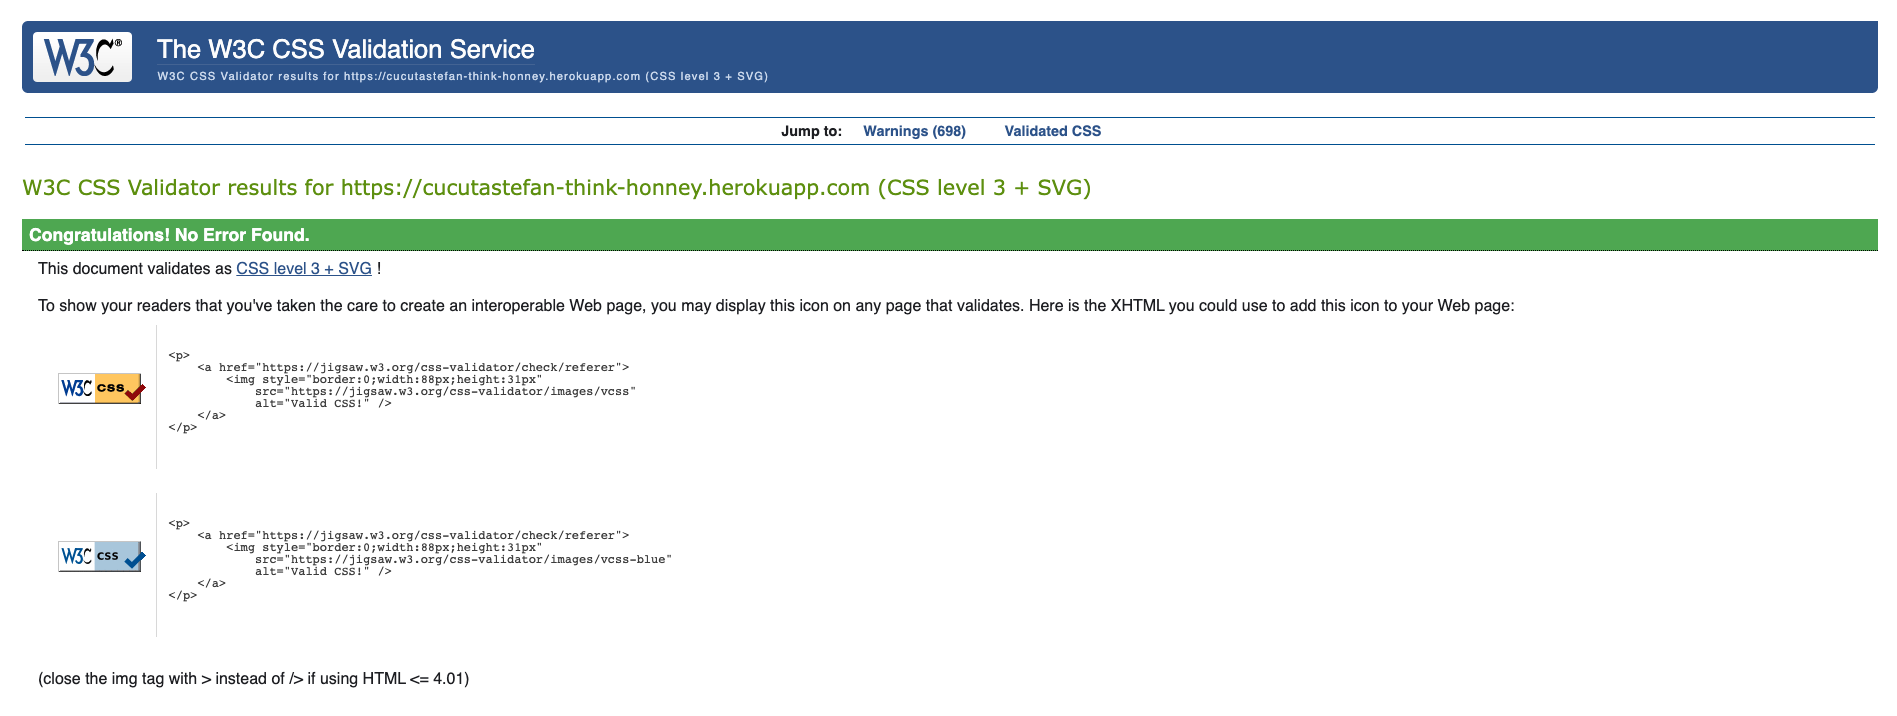 W3C®
The W3C CSS Validation Service
W3C CSS Validator results for https://cucutastefan-think-honney.herokuapp.com (CSS level 3 + SVG)
Jump to: Warnings (698) Validated CSS
W3C CSS Validator results for https://cucutastefan-think-honney.herokuapp.com (CSS level 3 + SVG)
Congratulations! No Error Found.
This document validates as CSS level 3 + SVG !
To show your readers that you've taken the care to create an interoperable Web page, you may display this icon on any page that validates. Here is the XHTML you could use to add this icon to your Web page:
W3C css
<p>
<a href="https://jigsaw.w3.org/css-validator/check/referer">
<img style="border:0;width:88px;height:31px"
src="https://jigsaw.w3.org/css-validator/images/vcss"
alt="Valid CSS!" />
</a>
</p>
W3C css
<p>
<a href="https://jigsaw.w3.org/css-validator/check/referer">
<img style="border:0;width:88px;height:31px"
src="https://jigsaw.w3.org/css-validator/images/vcss-blue"
alt="Valid CSS!" />
</a>
</p>
(close the img tag with > instead of /> if using HTML <= 4.01)